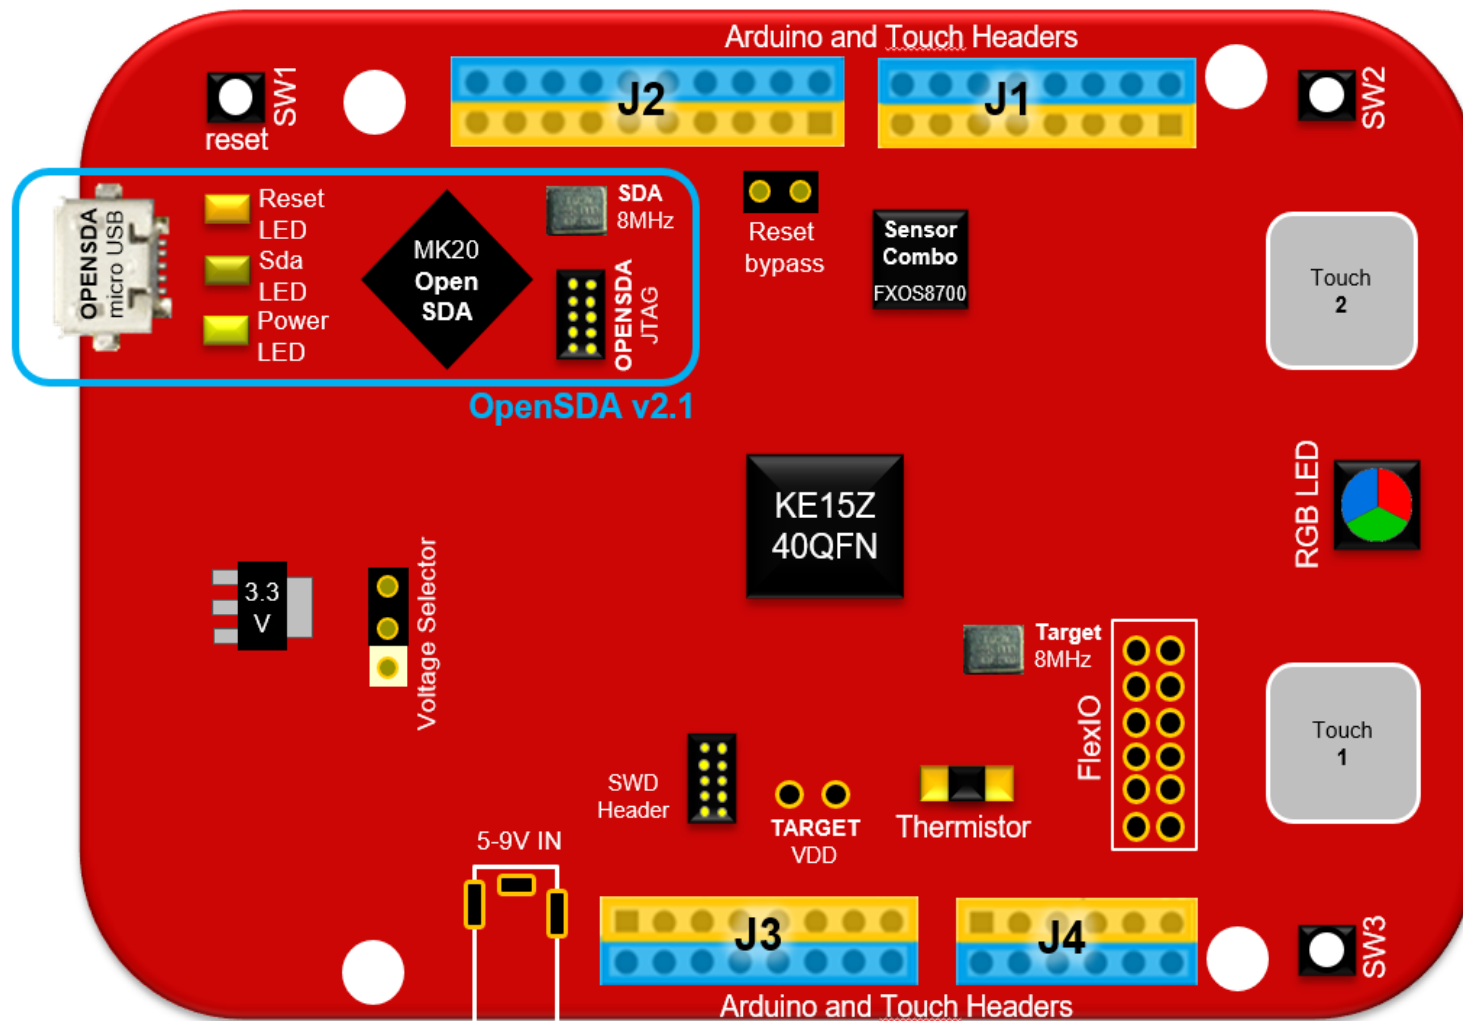 Arduino and Touch Headers
SW1
reset
J2
J1
SW2
OPENSDA
micro USB
Reset
LED
Sda
LED
Power
LED
MK20
Open
SDA
SDA
8MHz
OPENSDA
JTAG
OpenSDA v2.1
Reset
bypass
Sensor
Combo
FXOS8700
Touch
2
KE15Z
40QFN
RGB LED
3.3
V
Voltage Selector
Target
8MHz
FlexIO
Touch
1
SWD
Header
TARGET
VDD
Thermistor
5-9V IN
J3
J4
SW3
Arduino and Touch Headers